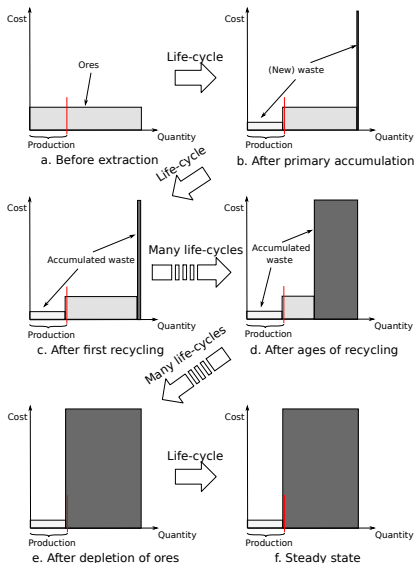 Cost
Ores
Quantity
Production
a. Before extraction
Life-cycle
Cost
(New) waste
Quantity
Production
b. After primary accumulation
Life-cycle
Cost
Accumulated waste
Quantity
Production
c. After first recycling
Many life-cycles
Cost
Accumulated
waste
Quantity
Production
d. After ages of recycling
Many life-cycles
Cost
Quantity
Production
e. After depletion of ores
Life-cycle
Cost
Quantity
Production
f. Steady state